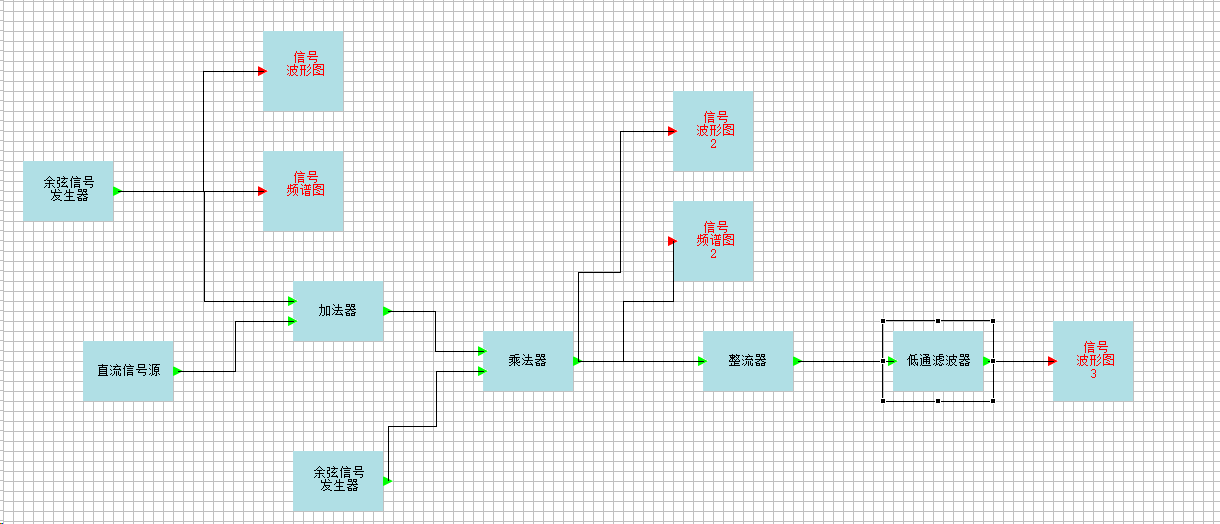 信号
波形图
信号
频谱图
余弦信号
发生器
加法器
直流信号源
余弦信号
发生器
乘法器
信号
波形图
2
信号
频谱图
2
整流器
低通滤波器
信号
波形图
3